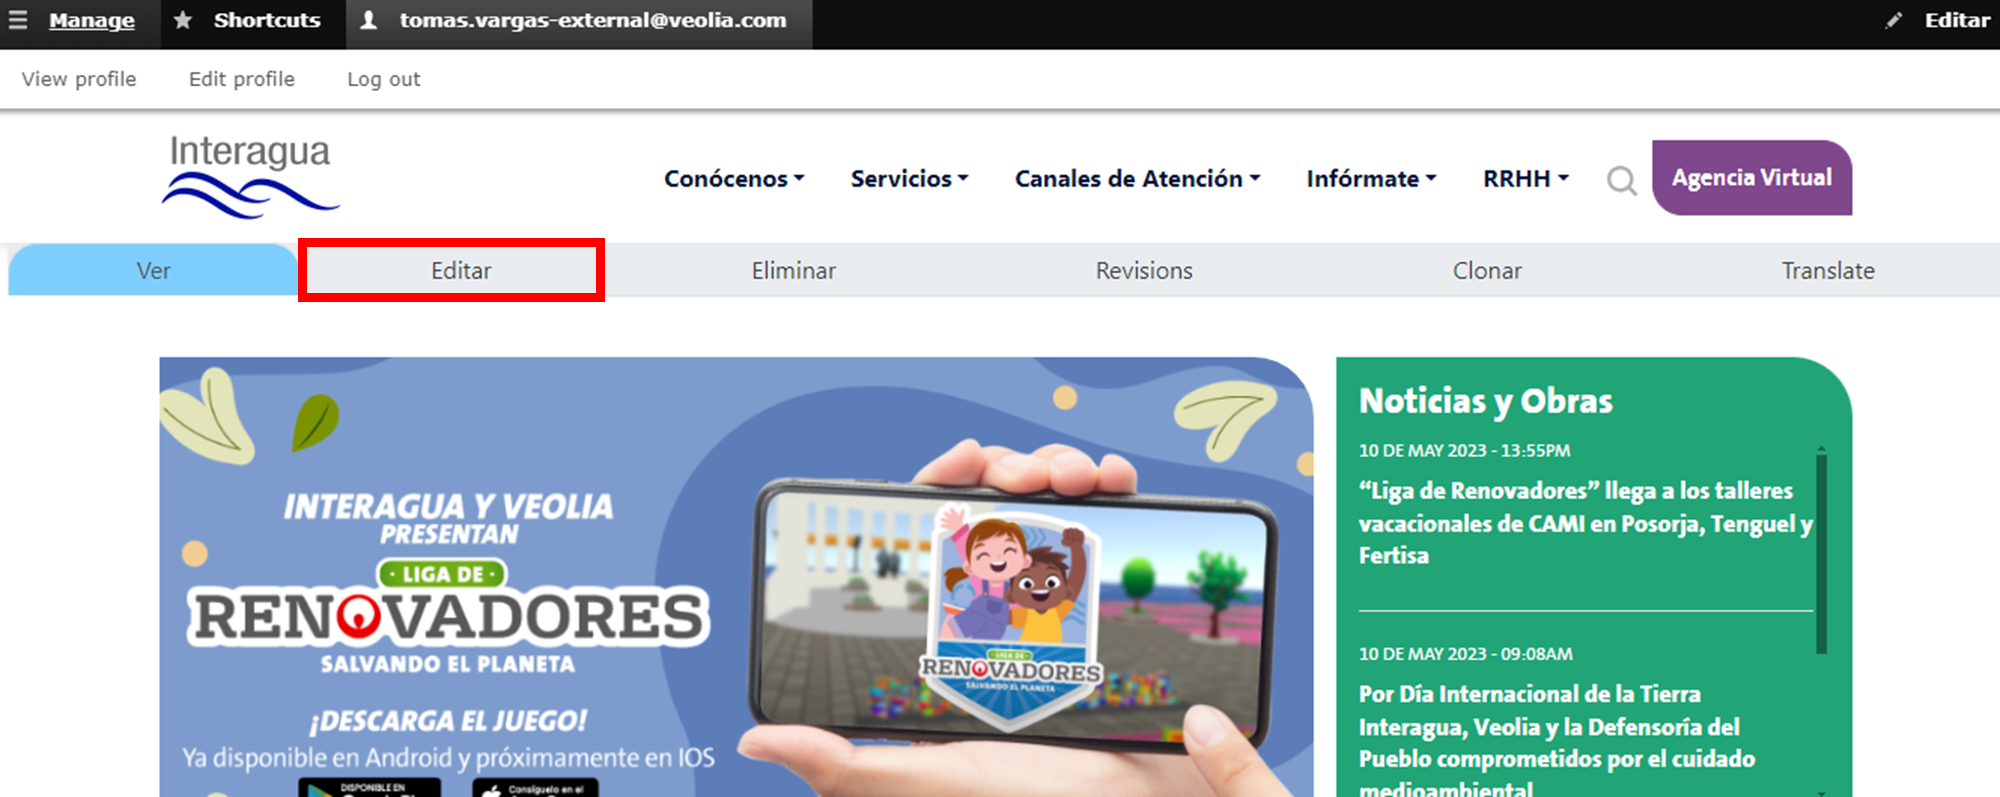 Manage
Shortcuts
tomas.vargas-external@veolia.com
Editar
View profile
Edit profile
Log out
Interagua
Conócenos
Servicios
Canales de Atención
Infórmate
RRHH
Agencia Virtual
Ver
Editar
Eliminar
Revisions
Clonar
Translate
INTERAGUA Y VEOLIA
PRESENTAN
· LIGA DE ·
RENOVADORES
SALVANDO EL PLANETA
¡DESCARGA EL JUEGO!
Ya disponible en Android y próximamente en IOS
DISPONIBLE EN
Consíguelo en el
LIGA DE
RENOVADORES
SALVANDO EL PLANETA
Noticias y Obras
10 DE MAY 2023 - 13:55PM
“Liga de Renovadores” llega a los talleres
vacacionales de CAMI en Posorja, Tenguel y
Fertisa
10 DE MAY 2023 - 09:08AM
Por Día Internacional de la Tierra
Interagua, Veolia y la Defensoría del
Pueblo comprometidos por el cuidado
medioambiental